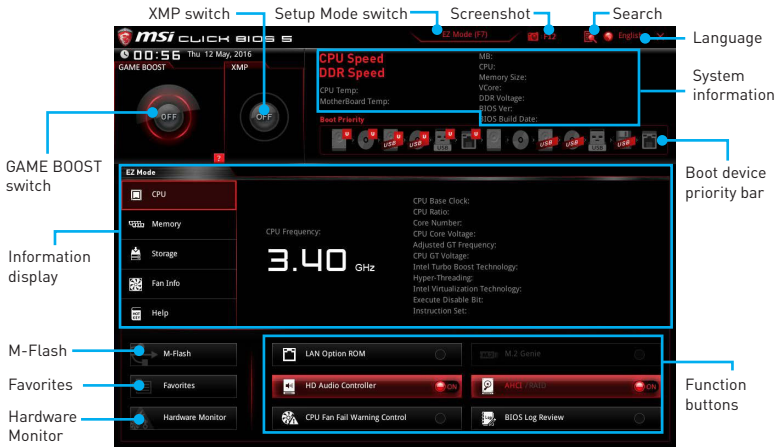 XMP switch
Setup Mode switch
Screenshot
Search
msi CLICK BIOS 5
EZ Mode (F7)
F12
English
Language
00:56 Thu 12 May, 2016
GAME BOOST
XMP
OFF
OFF
?
CPU Speed
DDR Speed
CPU Temp:
MotherBoard Temp:
MB:
CPU:
Memory Size:
VCore:
DDR Voltage:
BIOS Ver:
BIOS Build Date:
System
information
Boot Priority
U
U
U
USB
U
USB
U
USB
U
USB
USB
USB
USB
GAME BOOST
switch
Boot device
priority bar
EZ Mode
CPU
Memory
Storage
Fan Info
Help
CPU Frequency:
3.40 GHz
CPU Base Clock:
CPU Ratio:
Core Number:
CPU Core Voltage:
Adjusted GT Frequency:
CPU GT Voltage:
Intel Turbo Boost Technology:
Hyper-Threading:
Intel Virtualization Technology:
Execute Disable Bit:
Instruction Set:
Information
display
M-Flash
Favorites
Hardware
Monitor
M-Flash
Favorites
Hardware Monitor
LAN Option ROM
M.2 Genie
HD Audio Controller
ON
AHCI /RAID
ON
CPU Fan Fail Warning Control
BIOS Log Review
Function
buttons